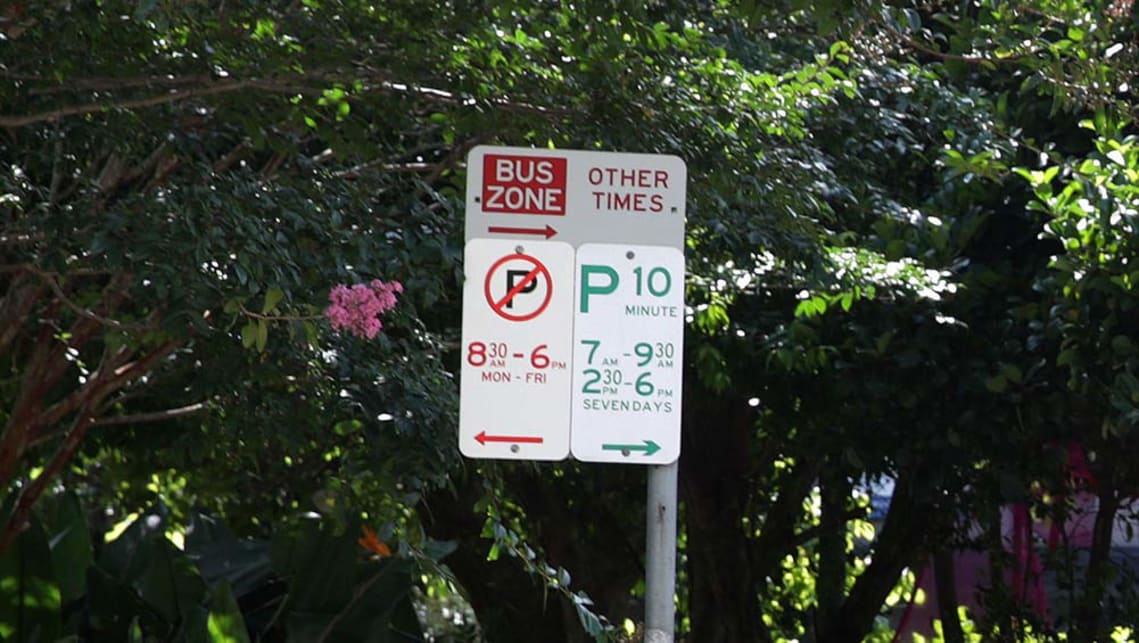 BUS
ZONE
OTHER
TIMES
P
8 30 AM - 6 PM
MON - FRI
P 10
MINUTE
7 AM - 9 30 AM
2 30 PM - 6 PM
SEVEN DAYS